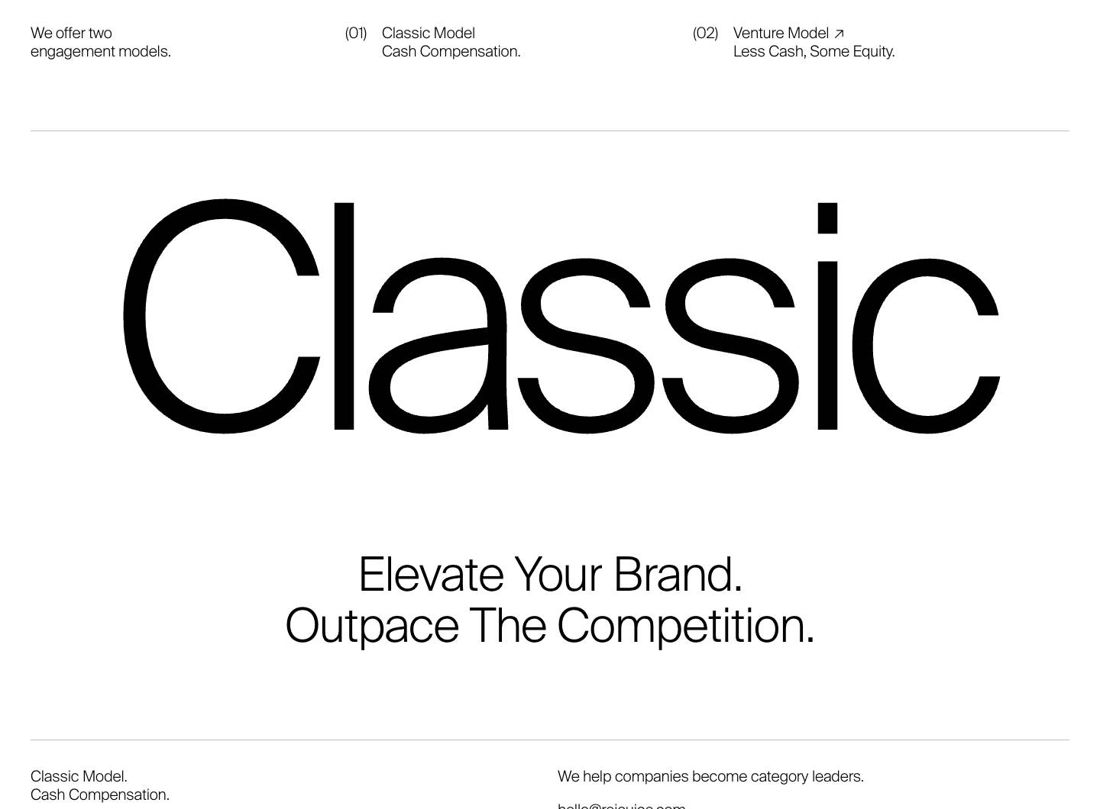 We offer two
engagement models.
(01) Classic Model
Cash Compensation.
(02) Venture Model ↗
Less Cash, Some Equity.
Classic
Elevate Your Brand.
Outpace The Competition.
Classic Model.
Cash Compensation.
We help companies become category leaders.